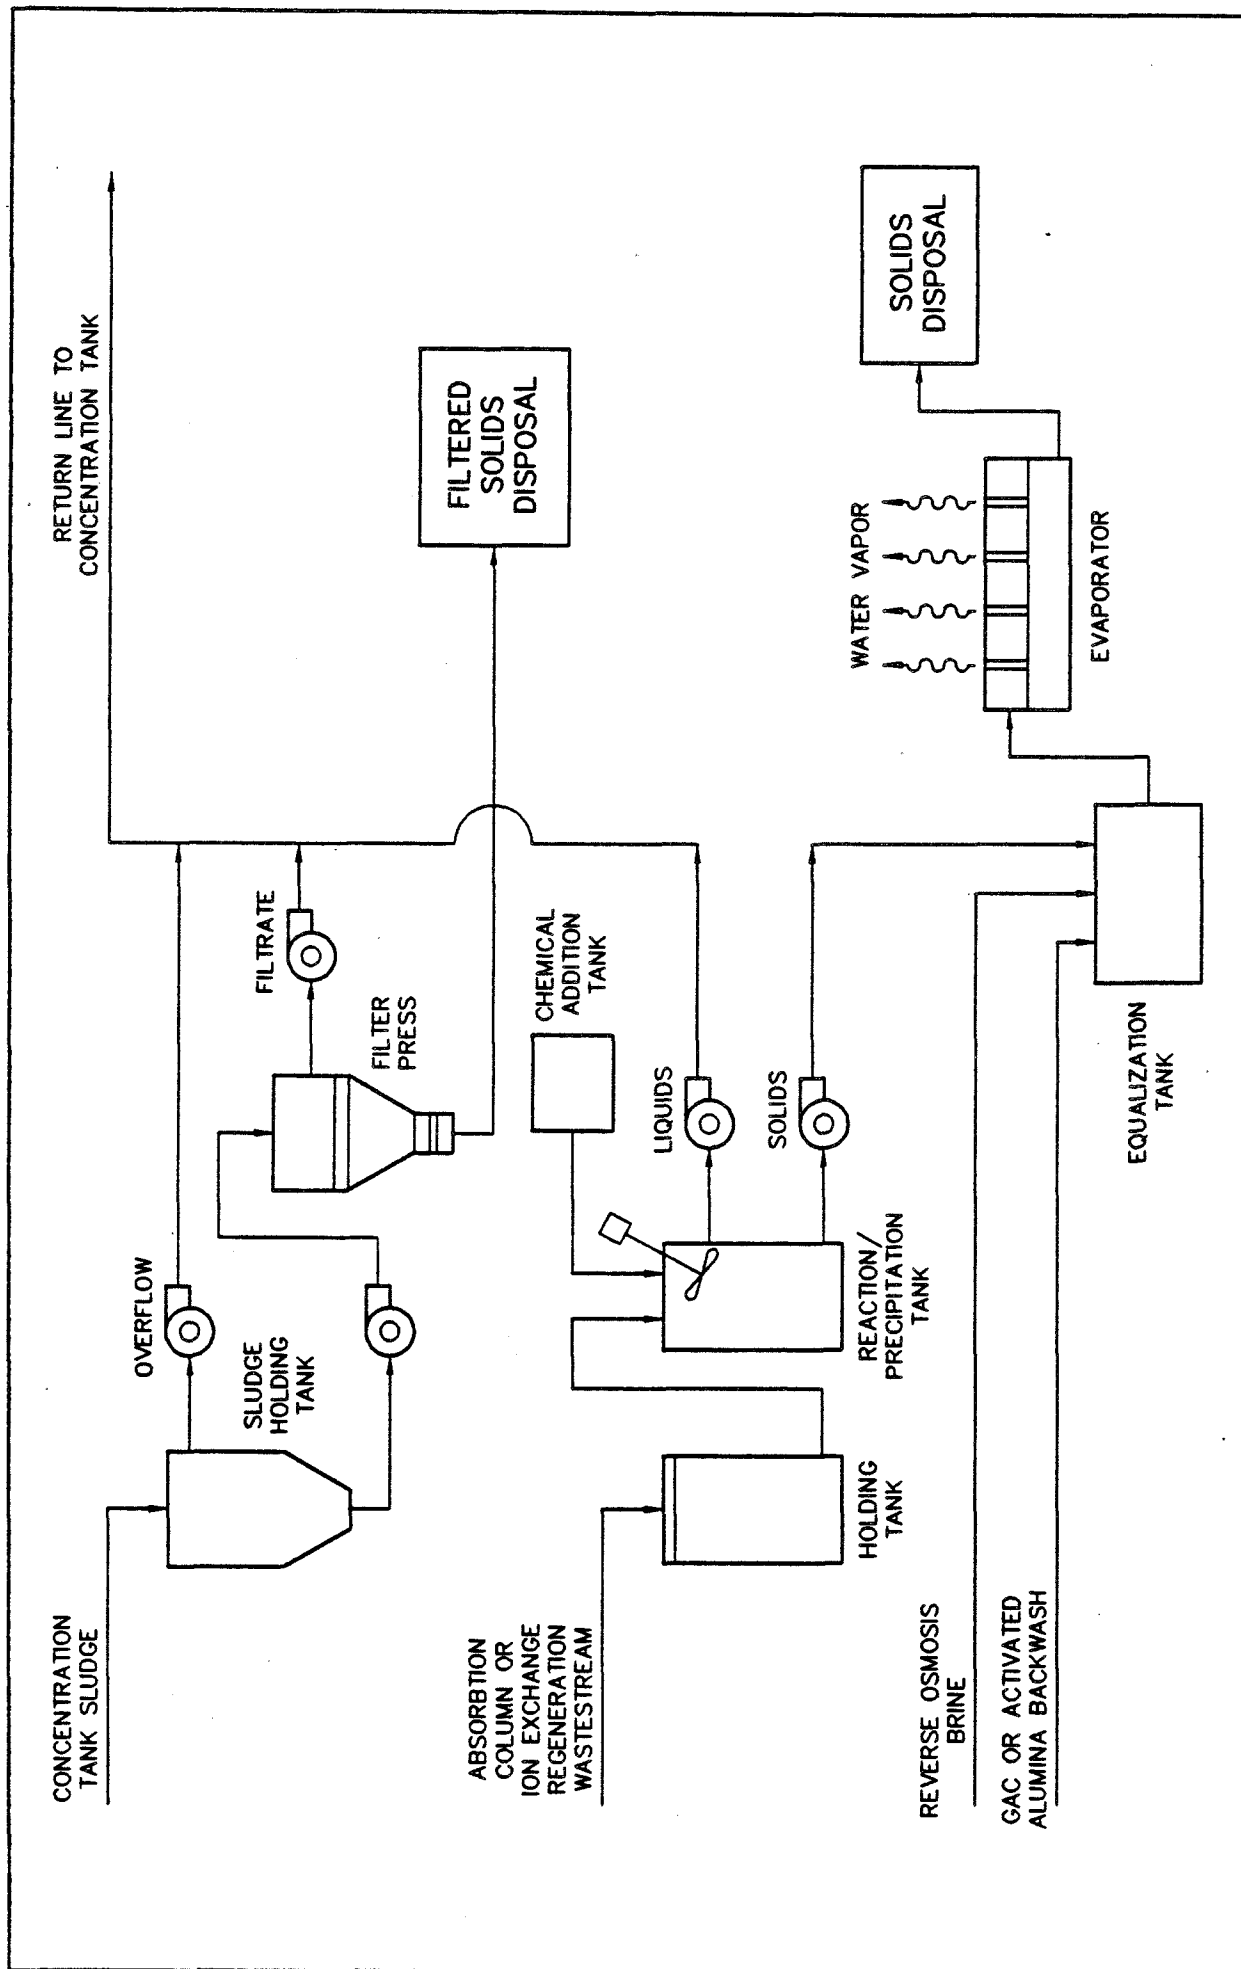 RETURN LINE TO
CONCENTRATION TANK
CONCENTRATION
TANK SLUDGE
OVERFLOW
SLUDGE
HOLDING
TANK
FILTRATE
FILTER
PRESS
FILTERED
SOLIDS
DISPOSAL
ABSORBTION
COLUMN OR
ION EXCHANGE
REGENERATION
WASTESTREAM
HOLDING
TANK
CHEMICAL
ADDITION
TANK
REACTION/
PRECIPITATION
TANK
LIQUIDS
SOLIDS
REVERSE OSMOSIS
BRINE
GAC OR ACTIVATED
ALUMINA BACKWASH
EQUALIZATION
TANK
WATER VAPOR
EVAPORATOR
SOLIDS
DISPOSAL